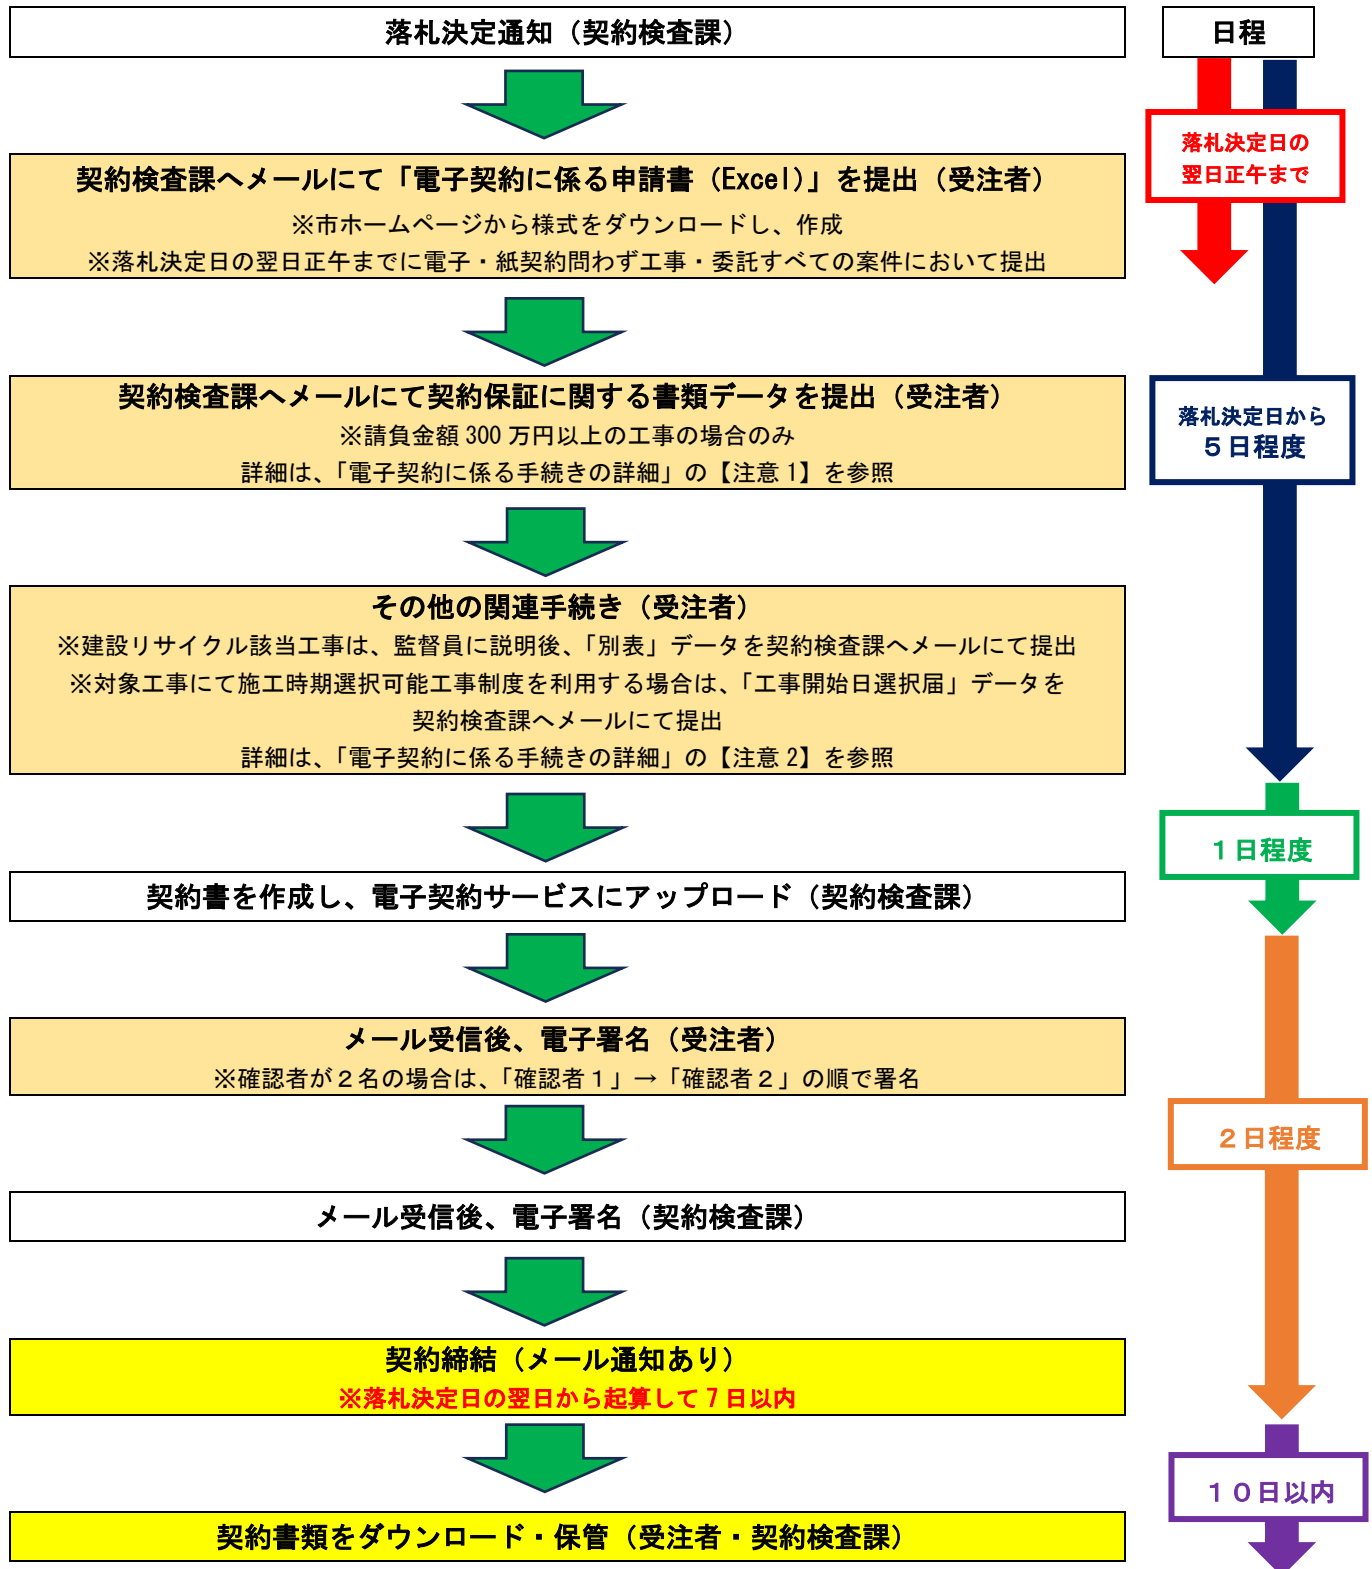 落札決定通知（契約検査課）
日程
落札決定日の
翌日正午まで
契約検査課へメールにて「電子契約に係る申請書（Excel）」を提出（受注者）
※市ホームページから様式をダウンロードし、作成
※落札決定日の翌日正午までに電子・紙契約問わず工事・委託すべての案件において提出
契約検査課へメールにて契約保証に関する書類データを提出（受注者）
※請負金額 300 万円以上の工事の場合のみ
詳細は、「電子契約に係る手続きの詳細」の【注意 1】を参照
落札決定日から
５日程度
その他の関連手続き（受注者）
※建設リサイクル該当工事は、監督員に説明後、「別表」データを契約検査課へメールにて提出
※対象工事にて施工時期選択可能工事制度を利用する場合は、「工事開始日選択届」データを
契約検査課へメールにて提出
詳細は、「電子契約に係る手続きの詳細」の【注意 2】を参照
１日程度
契約書を作成し、電子契約サービスにアップロード（契約検査課）
メール受信後、電子署名（受注者）
※確認者が２名の場合は、「確認者１」→「確認者２」の順で署名
２日程度
メール受信後、電子署名（契約検査課）
契約締結（メール通知あり）
※落札決定日の翌日から起算して 7 日以内
１０日以内
契約書類をダウンロード・保管（受注者・契約検査課）